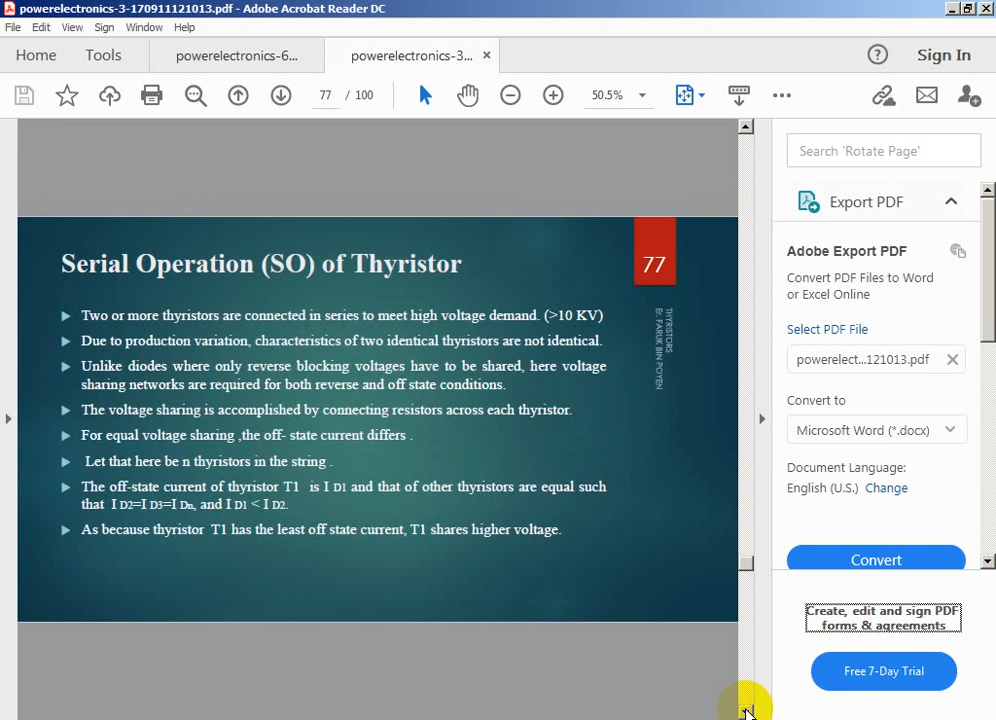 powerelectronics-3-170911121013.pdf - Adobe Acrobat Reader DC
File Edit View Sign Window Help
Home Tools powerelectronics-6... powerelectronics-3... Sign In
77 / 100 50.5%
Serial Operation (SO) of Thyristor
77
Two or more thyristors are connected in series to meet high voltage demand. (>10 KV)
Due to production variation, characteristics of two identical thyristors are not identical.
Unlike diodes where only reverse blocking voltages have to be shared, here voltage
sharing networks are required for both reverse and off state conditions.
The voltage sharing is accomplished by connecting resistors across each thyristor.
For equal voltage sharing ,the off- state current differs .
Let that here be n thyristors in the string .
The off-state current of thyristor T1 is I D1 and that of other thyristors are equal such
that I D2=I D3=I Dn, and I D1 < I D2.
As because thyristor T1 has the least off state current, T1 shares higher voltage.
THYRISTORS
Er. FARUK BIN POYEN
Search 'Rotate Page'
Export PDF
Adobe Export PDF
Convert PDF Files to Word
or Excel Online
Select PDF File
powerelect...121013.pdf
Convert to
Microsoft Word (*.docx)
Document Language:
English (U.S.) Change
Convert
Create, edit and sign PDF
forms & agreements
Free 7-Day Trial